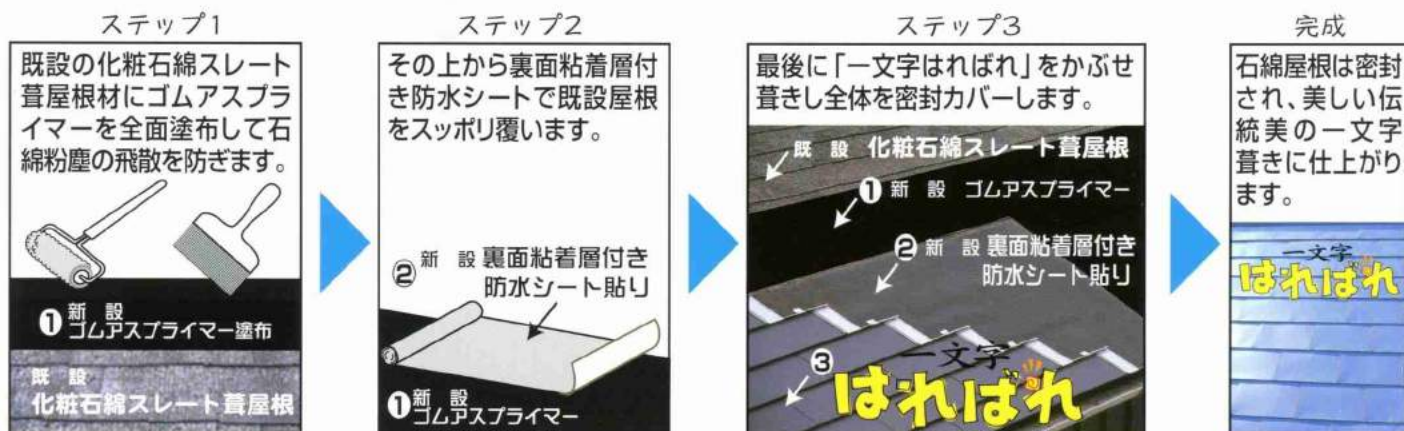 ステップ1
既設の化粧石綿スレート
葺屋根材にゴムアスプラ
イマーを全面塗布して石
綿粉塵の飛散を防ぎます。
①新設
ゴムアスプライマー塗布
既設
化粧石綿スレート葺屋根
ステップ2
その上から裏面粘着層付
き防水シートで既設屋根
をスッポリ覆います。
②新設 裏面粘着層付き
防水シート貼り
①新設
ゴムアスプライマー
ステップ3
最後に「一文字はればれ」をかぶせ
葺きし全体を密封カバーします。
既設 化粧石綿スレート葺屋根
①新設 ゴムアスプライマー
②新設 裏面粘着層付き
防水シート貼り
③
一文字
はればれ
完成
石綿屋根は密封
され、美しい伝
統美の一文字
葺きに仕上がり
ます。
一文字
はればれ